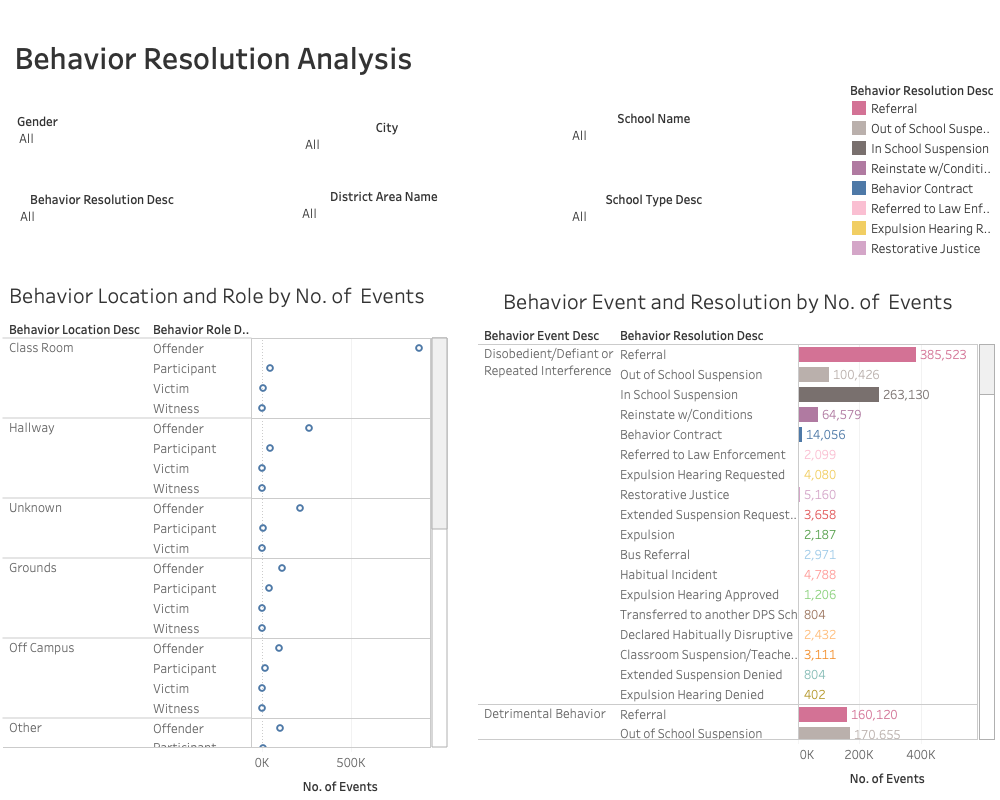 Behavior Resolution Analysis
Gender
All
City
All
School Name
All
Behavior Resolution Desc
All
District Area Name
All
School Type Desc
All
Behavior Resolution Desc
Referral
Out of School Suspe..
In School Suspension
Reinstate w/Conditi..
Behavior Contract
Referred to Law Enf..
Expulsion Hearing R..
Restorative Justice
Behavior Location and Role by No. of Events
Behavior Location Desc Behavior Role D..
Class Room Offender
Participant
Victim
Witness
Hallway Offender
Participant
Victim
Witness
Unknown Offender
Participant
Victim
Grounds Offender
Participant
Victim
Witness
Off Campus Offender
Participant
Victim
Witness
Other Offender
Participant
0K 500K
No. of Events
Behavior Event and Resolution by No. of Events
Behavior Event Desc Behavior Resolution Desc
Disobedient/Defiant or Referral 385,523
Repeated Interference Out of School Suspension 100,426
In School Suspension 263,130
Reinstate w/Conditions 64,579
Behavior Contract 14,056
Referred to Law Enforcement 2,099
Expulsion Hearing Requested 4,080
Restorative Justice 5,160
Extended Suspension Request.. 3,658
Expulsion 2,187
Bus Referral 2,971
Habitual Incident 4,788
Expulsion Hearing Approved 1,206
Transferred to another DPS Sch 804
Declared Habitually Disruptive 2,432
Classroom Suspension/Teache.. 3,111
Extended Suspension Denied 804
Expulsion Hearing Denied 402
Detrimental Behavior Referral 160,120
Out of School Suspension 170,655
0K 200K 400K
No. of Events